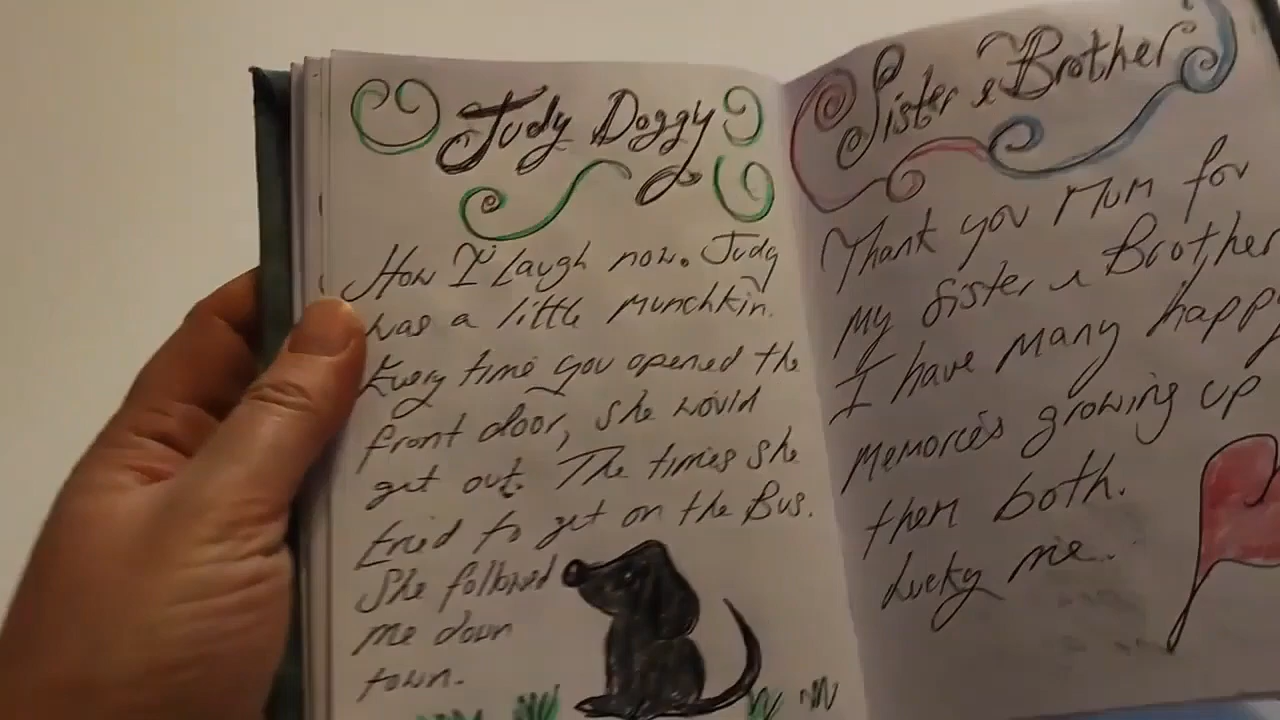 Judy Doggy
How I laugh now. Judy
was a little munchkin.
Every time you opened the
front door, she would
get out. The times she
tried to get on the Bus.
She followed
me down
town.
Sister & Brother
Thank you Mum for
my sister & Brother
I have many happy
memories growing up
them both.
Lucky me.